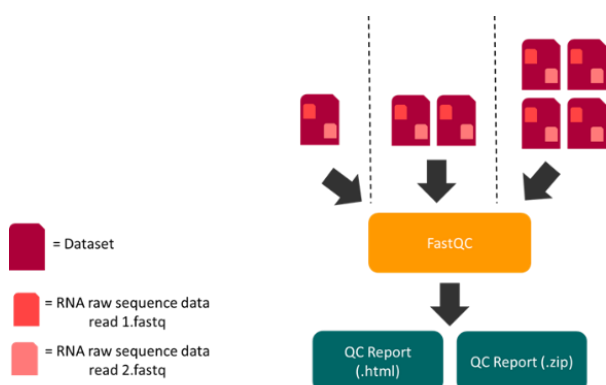 FastQC
= Dataset
= RNA raw sequence data
read 1.fastq
= RNA raw sequence data
read 2.fastq
QC Report
(.html)
QC Report (.zip)